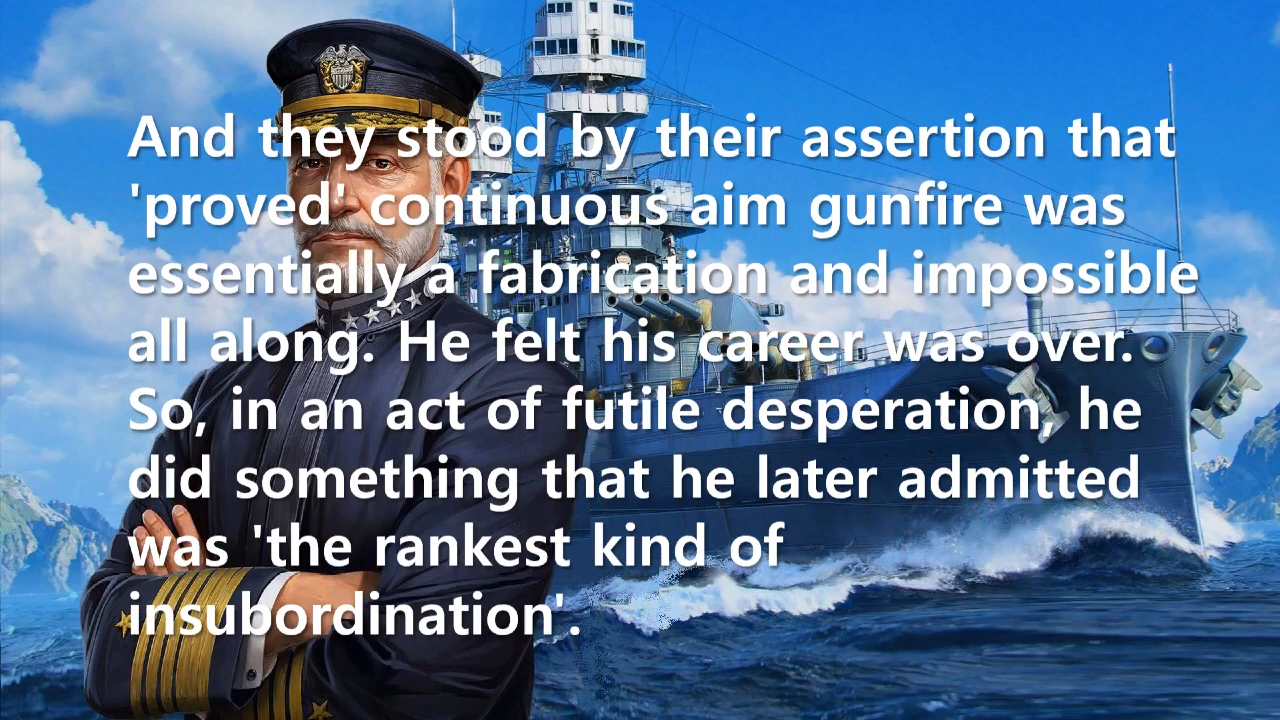 And they stood by their assertion that
'proved' continuous aim gunfire was
essentially a fabrication and impossible
all along. He felt his career was over.
So, in an act of futile desperation, he
did something that he later admitted
was 'the rankest kind of
insubordination'.